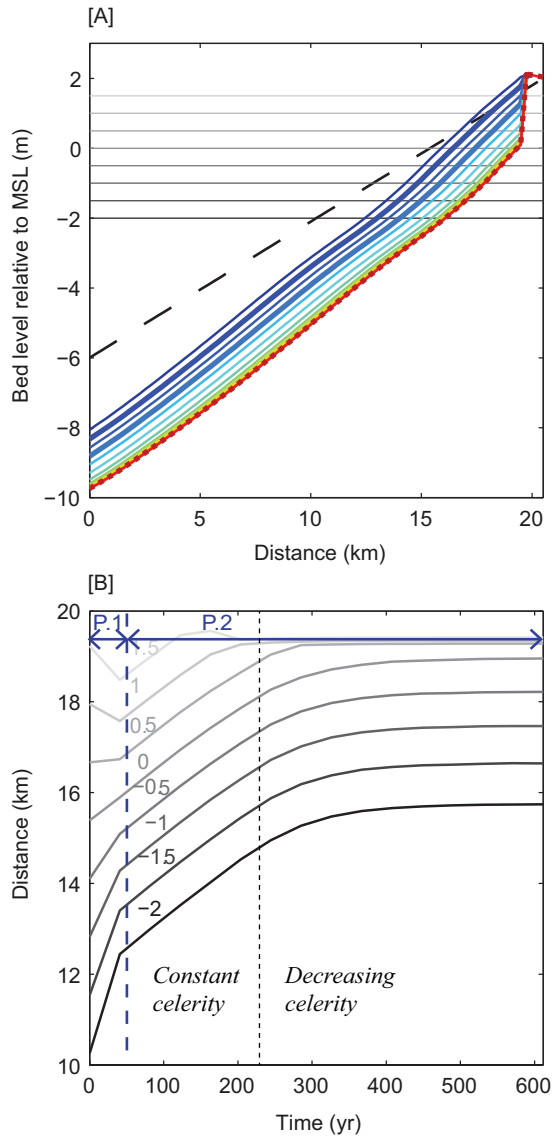 [A]
2
0
−2
−4
−6
−8
−10
Bed level relative to MSL (m)
0
5
10
15
20
Distance (km)
[B]
P.1
P.2
20
18
16
14
12
10
Distance (km)
1.5
1
0.5
0
−0.5
−1
−1.5
−2
Constant
celerity
Decreasing
celerity
0
100
200
300
400
500
600
Time (yr)